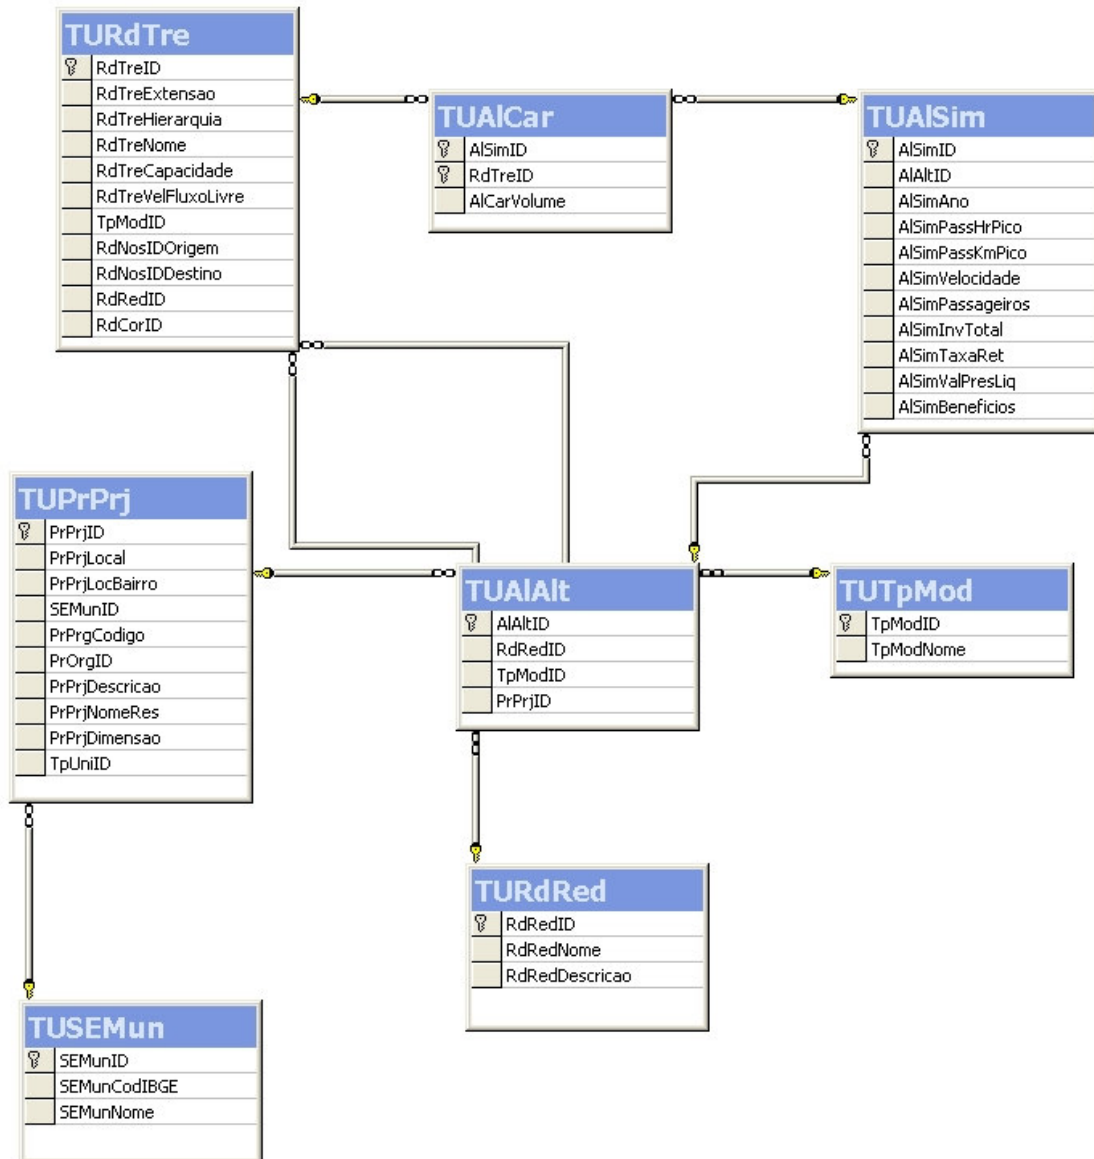 TURdTre
RdTreID
RdTreExtensao
RdTreHierarquia
RdTreNome
RdTreCapacidade
RdTreVelFluxoLivre
TpModID
RdNosIDOrigem
RdNosIDDestino
RdRedID
RdCorID
TUAlCar
AlSimID
RdTreID
AlCarVolume
TUAlSim
AlSimID
AlAltID
AlSimAno
AlSimPassHrPico
AlSimPassKmPico
AlSimVelocidade
AlSimPassageiros
AlSimInvTotal
AlSimTaxaRet
AlSimValPresLiq
AlSimBeneficios
TUPrPrj
PrPrjID
PrPrjLocal
PrPrjLocBairro
SEMunID
PrPrgCodigo
PrOrgID
PrPrjDescricao
PrPrjNomeRes
PrPrjDimensao
TpUniID
TUAlAlt
AlAltID
RdRedID
TpModID
PrPrjID
TUTpMod
TpModID
TpModNome
TURdRed
RdRedID
RdRedNome
RdRedDescricao
TUSEMun
SEMunID
SEMunCodIBGE
SEMunNome